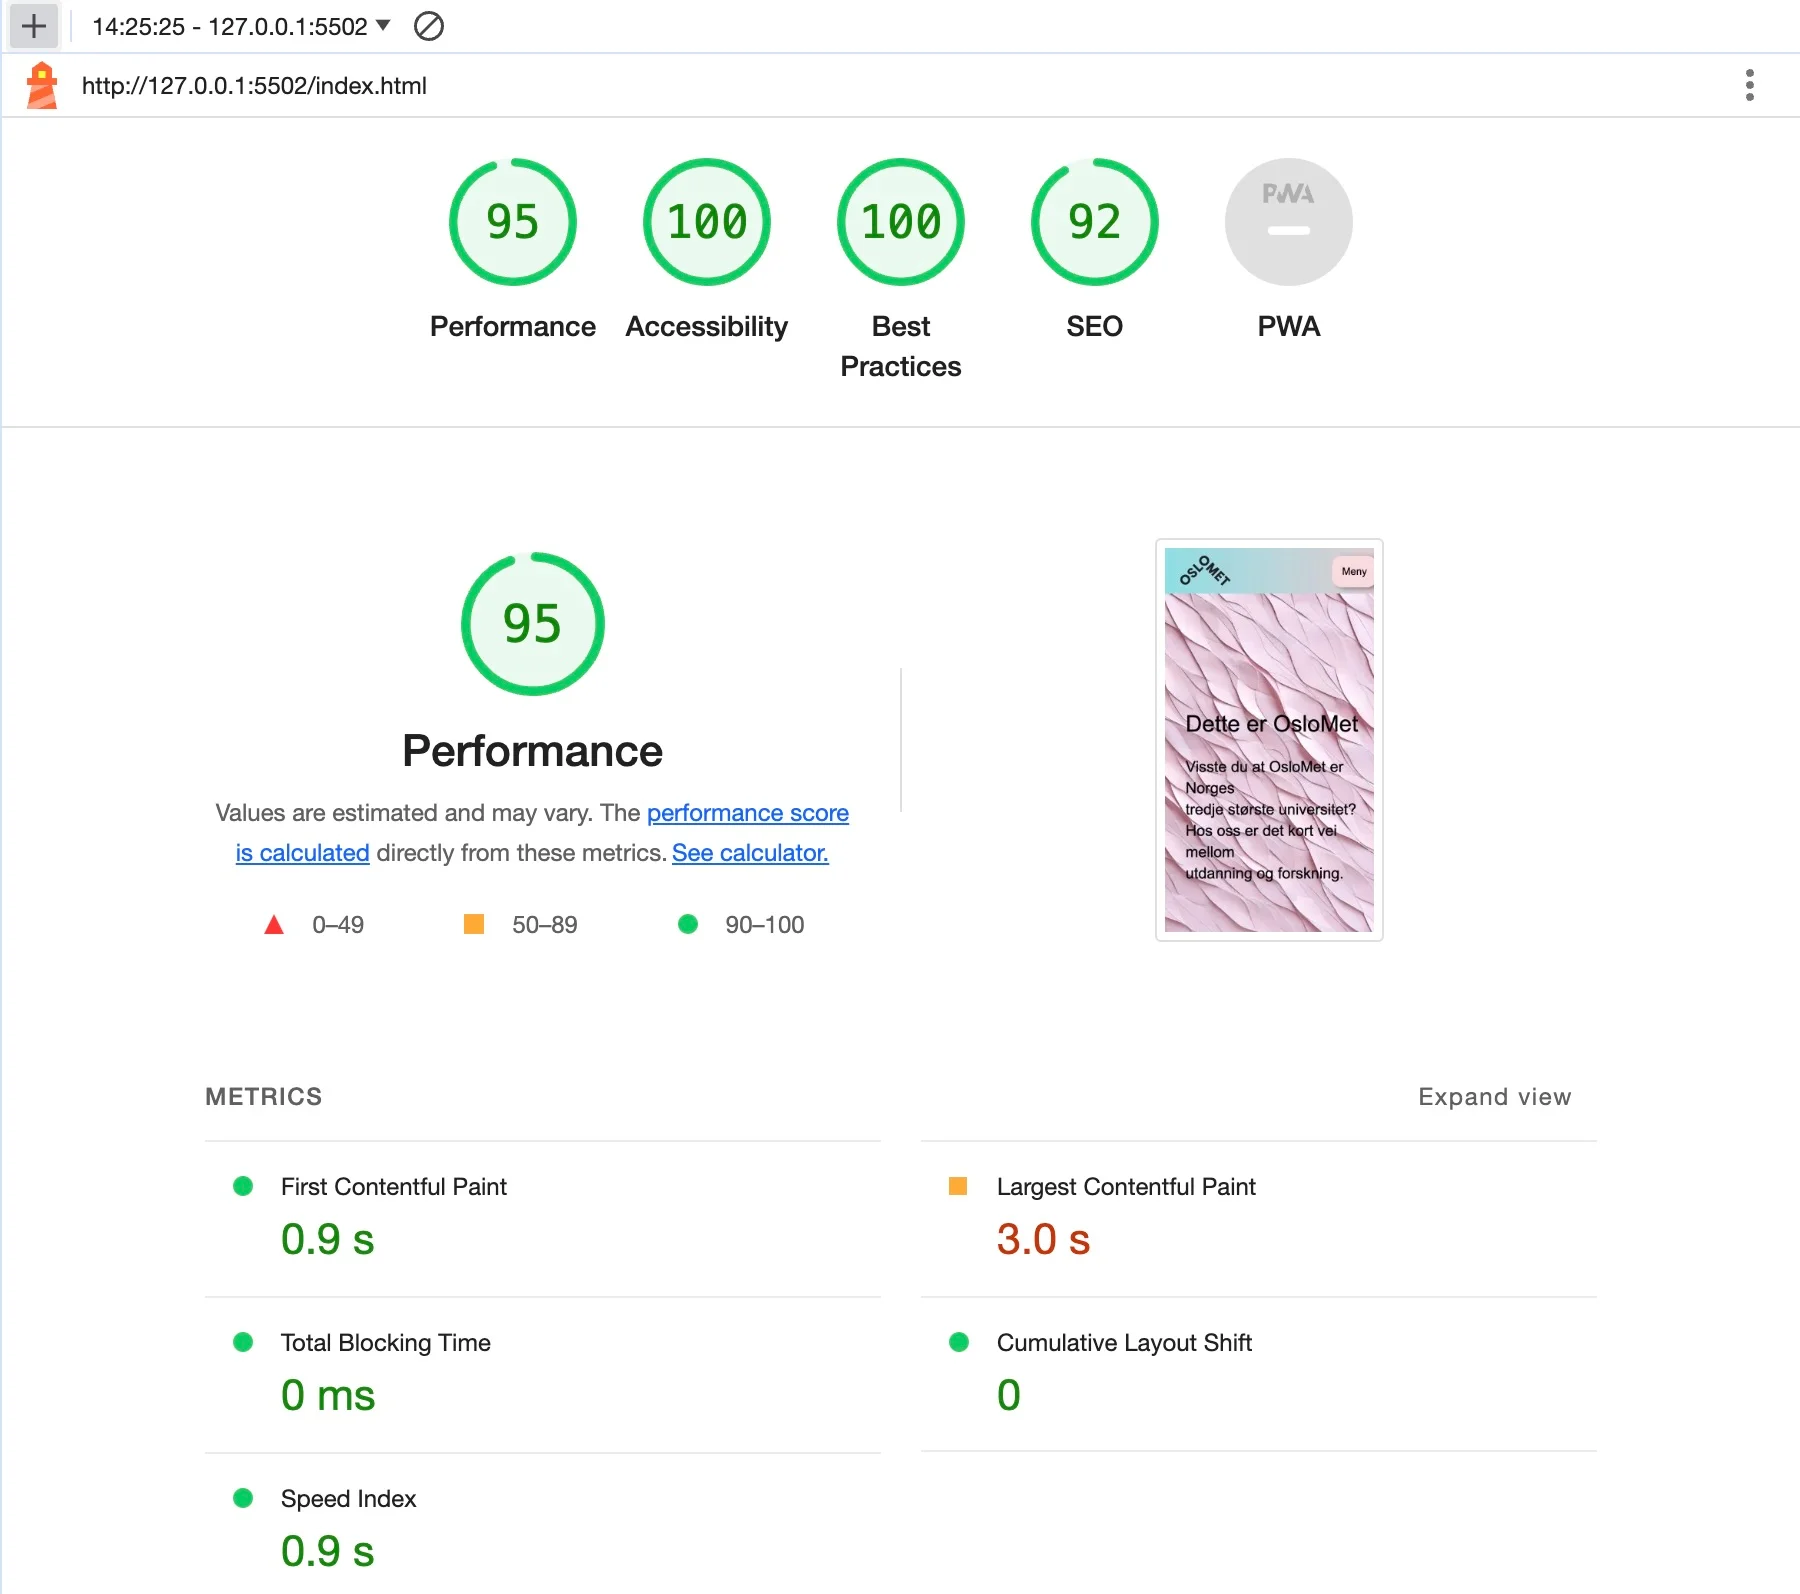 14:25:25 - 127.0.0.1:5502
http://127.0.0.1:5502/index.html
95
100
100
92
PWA
Performance
Accessibility
Best
Practices
SEO
PWA
95
Performance
Values are estimated and may vary. The performance score
is calculated directly from these metrics. See calculator.
0–49
50–89
90–100
OSLOMET
Meny
Dette er OsloMet
Visste du at OsloMet er
Norges
tredje største universitet?
Hos oss er det kort vei
mellom
utdanning og forskning.
METRICS
Expand view
First Contentful Paint
0.9 s
Largest Contentful Paint
3.0 s
Total Blocking Time
0 ms
Cumulative Layout Shift
0
Speed Index
0.9 s